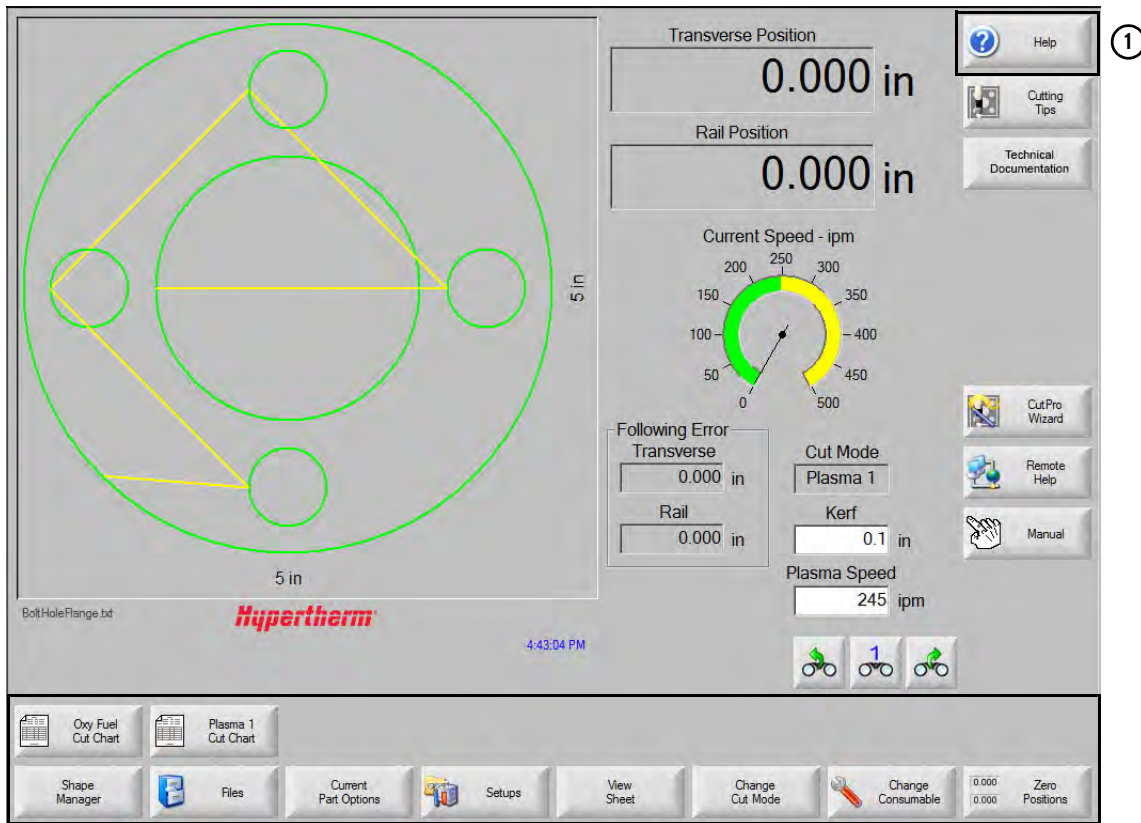 Transverse Position
0.000 in
Rail Position
0.000 in
Current Speed - ipm
0
50
100
150
200
250
300
350
400
450
500
Following Error
Transverse
0.000 in
Rail
0.000 in
Cut Mode
Plasma 1
Kerf
0.1 in
Plasma Speed
245 ipm
1
5 in
5 in
BoltHoleFlange.txt
Hypertherm
4:43:04 PM
Help
1
Cutting
Tips
Technical
Documentation
CutPro
Wizard
Remote
Help
Manual
Oxy Fuel
Cut Chart
Plasma 1
Cut Chart
Shape
Manager
Files
Current
Part Options
Setups
View
Sheet
Change
Cut Mode
Change
Consumable
0.000
0.000
Zero
Positions